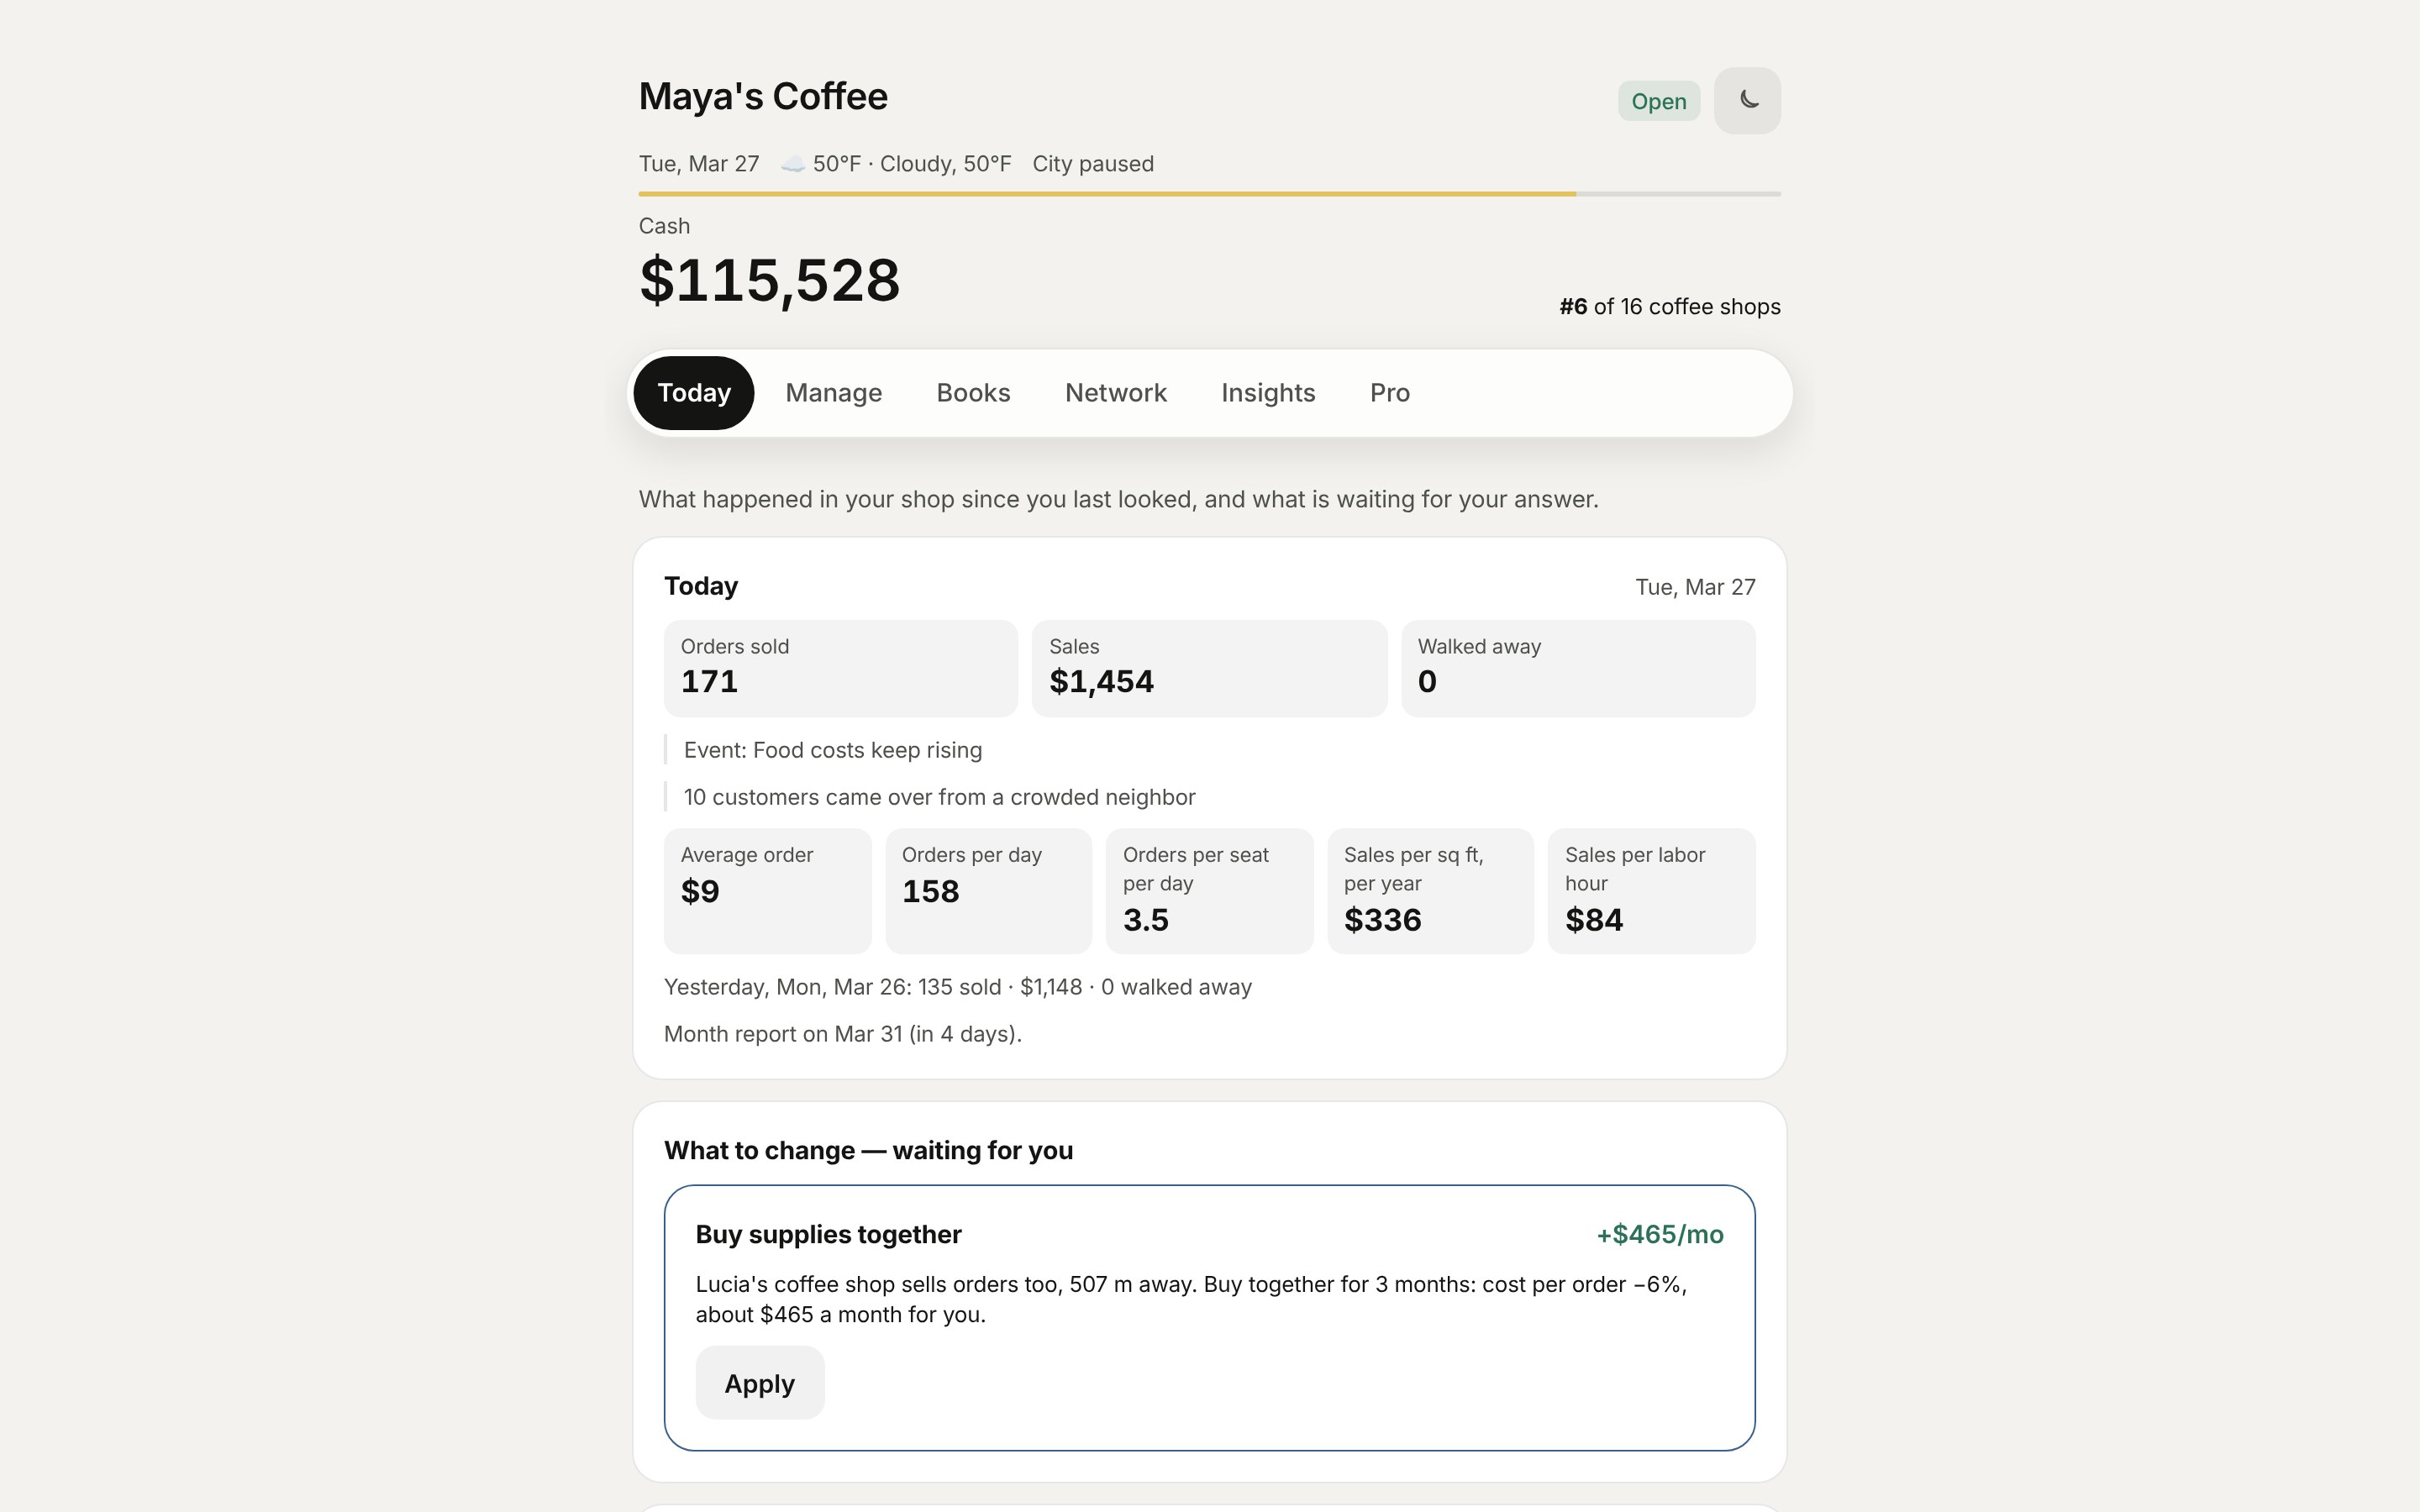 Maya's Coffee
Open
Tue, Mar 27 50°F · Cloudy, 50°F City paused
Cash
$115,528
#6 of 16 coffee shops
Today Manage Books Network Insights Pro
What happened in your shop since you last looked, and what is waiting for your answer.
Today
Tue, Mar 27
Orders sold
171
Sales
$1,454
Walked away
0
Event: Food costs keep rising
10 customers came over from a crowded neighbor
Average order
$9
Orders per day
158
Orders per seat
per day
3.5
Sales per sq ft,
per year
$336
Sales per labor
hour
$84
Yesterday, Mon, Mar 26: 135 sold · $1,148 · 0 walked away
Month report on Mar 31 (in 4 days).
What to change — waiting for you
Buy supplies together
+$465/mo
Lucia's coffee shop sells orders too, 507 m away. Buy together for 3 months: cost per order −6%,
about $465 a month for you.
Apply